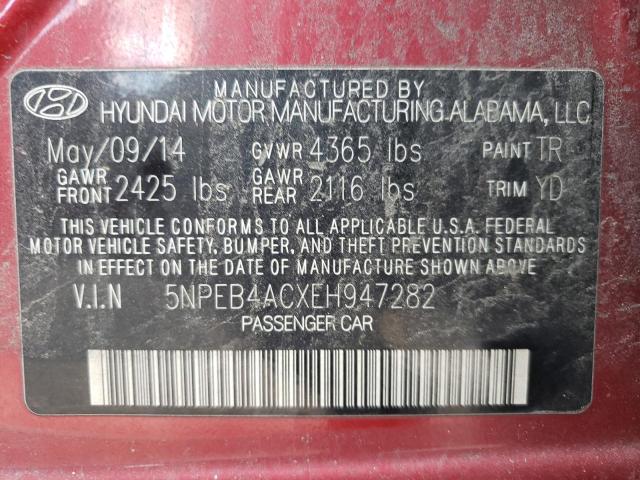 MANUFACTURED BY
HYUNDAI MOTOR MANUFACTURING ALABAMA, LLC
May/09/14 GVWR 4365 lbs PAINT TR
GAWR FRONT 2425 lbs GAWR REAR 2116 lbs TRIM YD
THIS VEHICLE CONFORMS TO ALL APPLICABLE U.S.A. FEDERAL
MOTOR VEHICLE SAFETY, BUMPER, AND THEFT PREVENTION STANDARDS
IN EFFECT ON THE DATE OF MANUFACTURE SHOWN ABOVE.
V.I.N 5NPEB4ACXEH947282
PASSENGER CAR